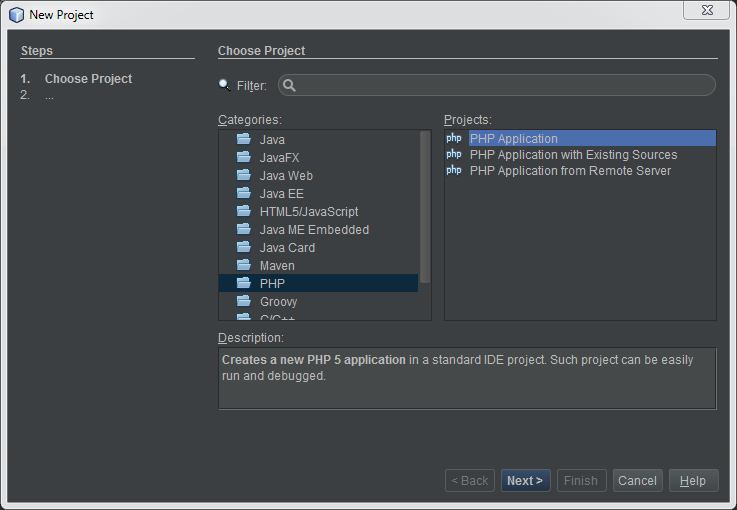 New Project
Steps
1. Choose Project
2. ...
Choose Project
Filter:
Categories:
Java
JavaFX
Java Web
Java EE
HTML5/JavaScript
Java ME Embedded
Java Card
Maven
PHP
Groovy
C/C++
Projects:
php PHP Application
php PHP Application with Existing Sources
php PHP Application from Remote Server
Description:
Creates a new PHP 5 application in a standard IDE project. Such project can be easily
run and debugged.
< Back Next > Finish Cancel Help